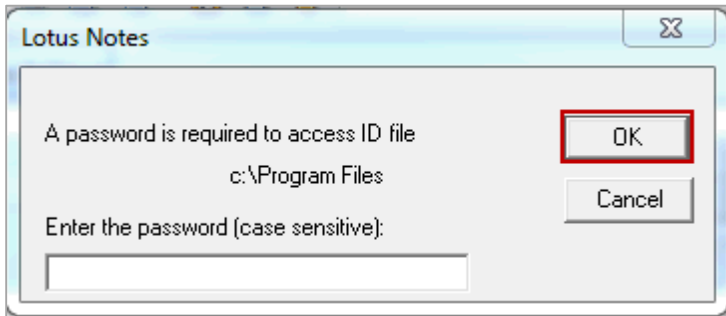 Lotus Notes
A password is required to access ID file
c:\Program Files
Enter the password (case sensitive):
OK
Cancel